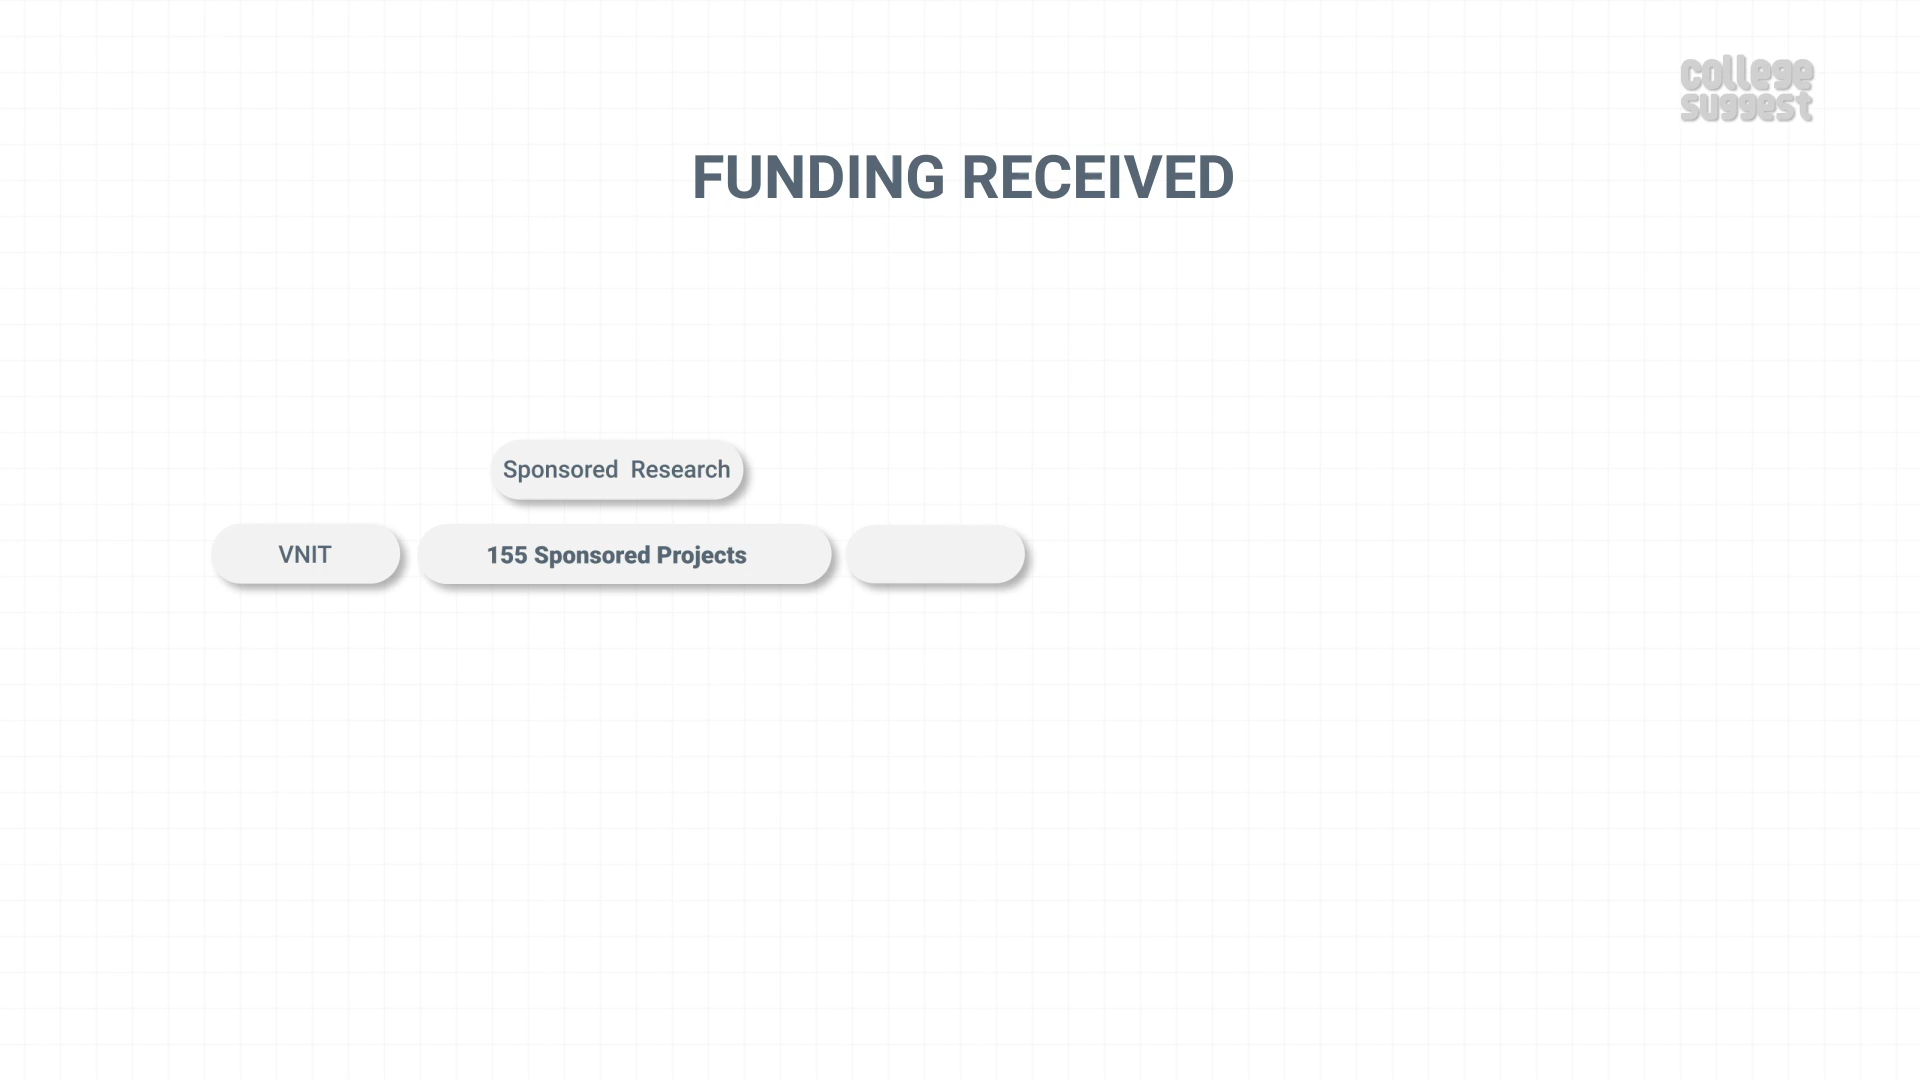 college
suggest
FUNDING RECEIVED
Sponsored Research
VNIT
155 Sponsored Projects